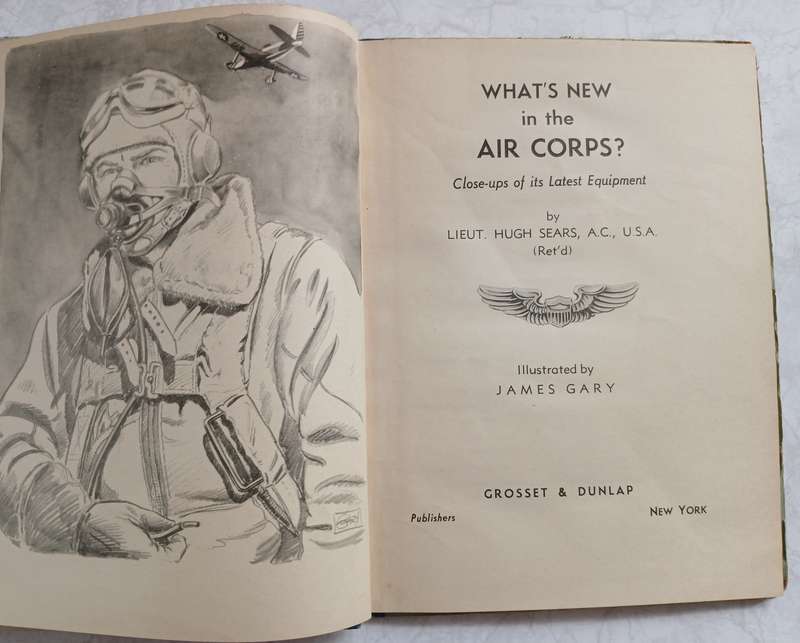 WHAT'S NEW
in the
AIR CORPS?
Close-ups of its Latest Equipment
by
LIEUT. HUGH SEARS, A.C., U.S.A.
(Ret'd)
Illustrated by
JAMES GARY
GROSSET & DUNLAP
Publishers
NEW YORK